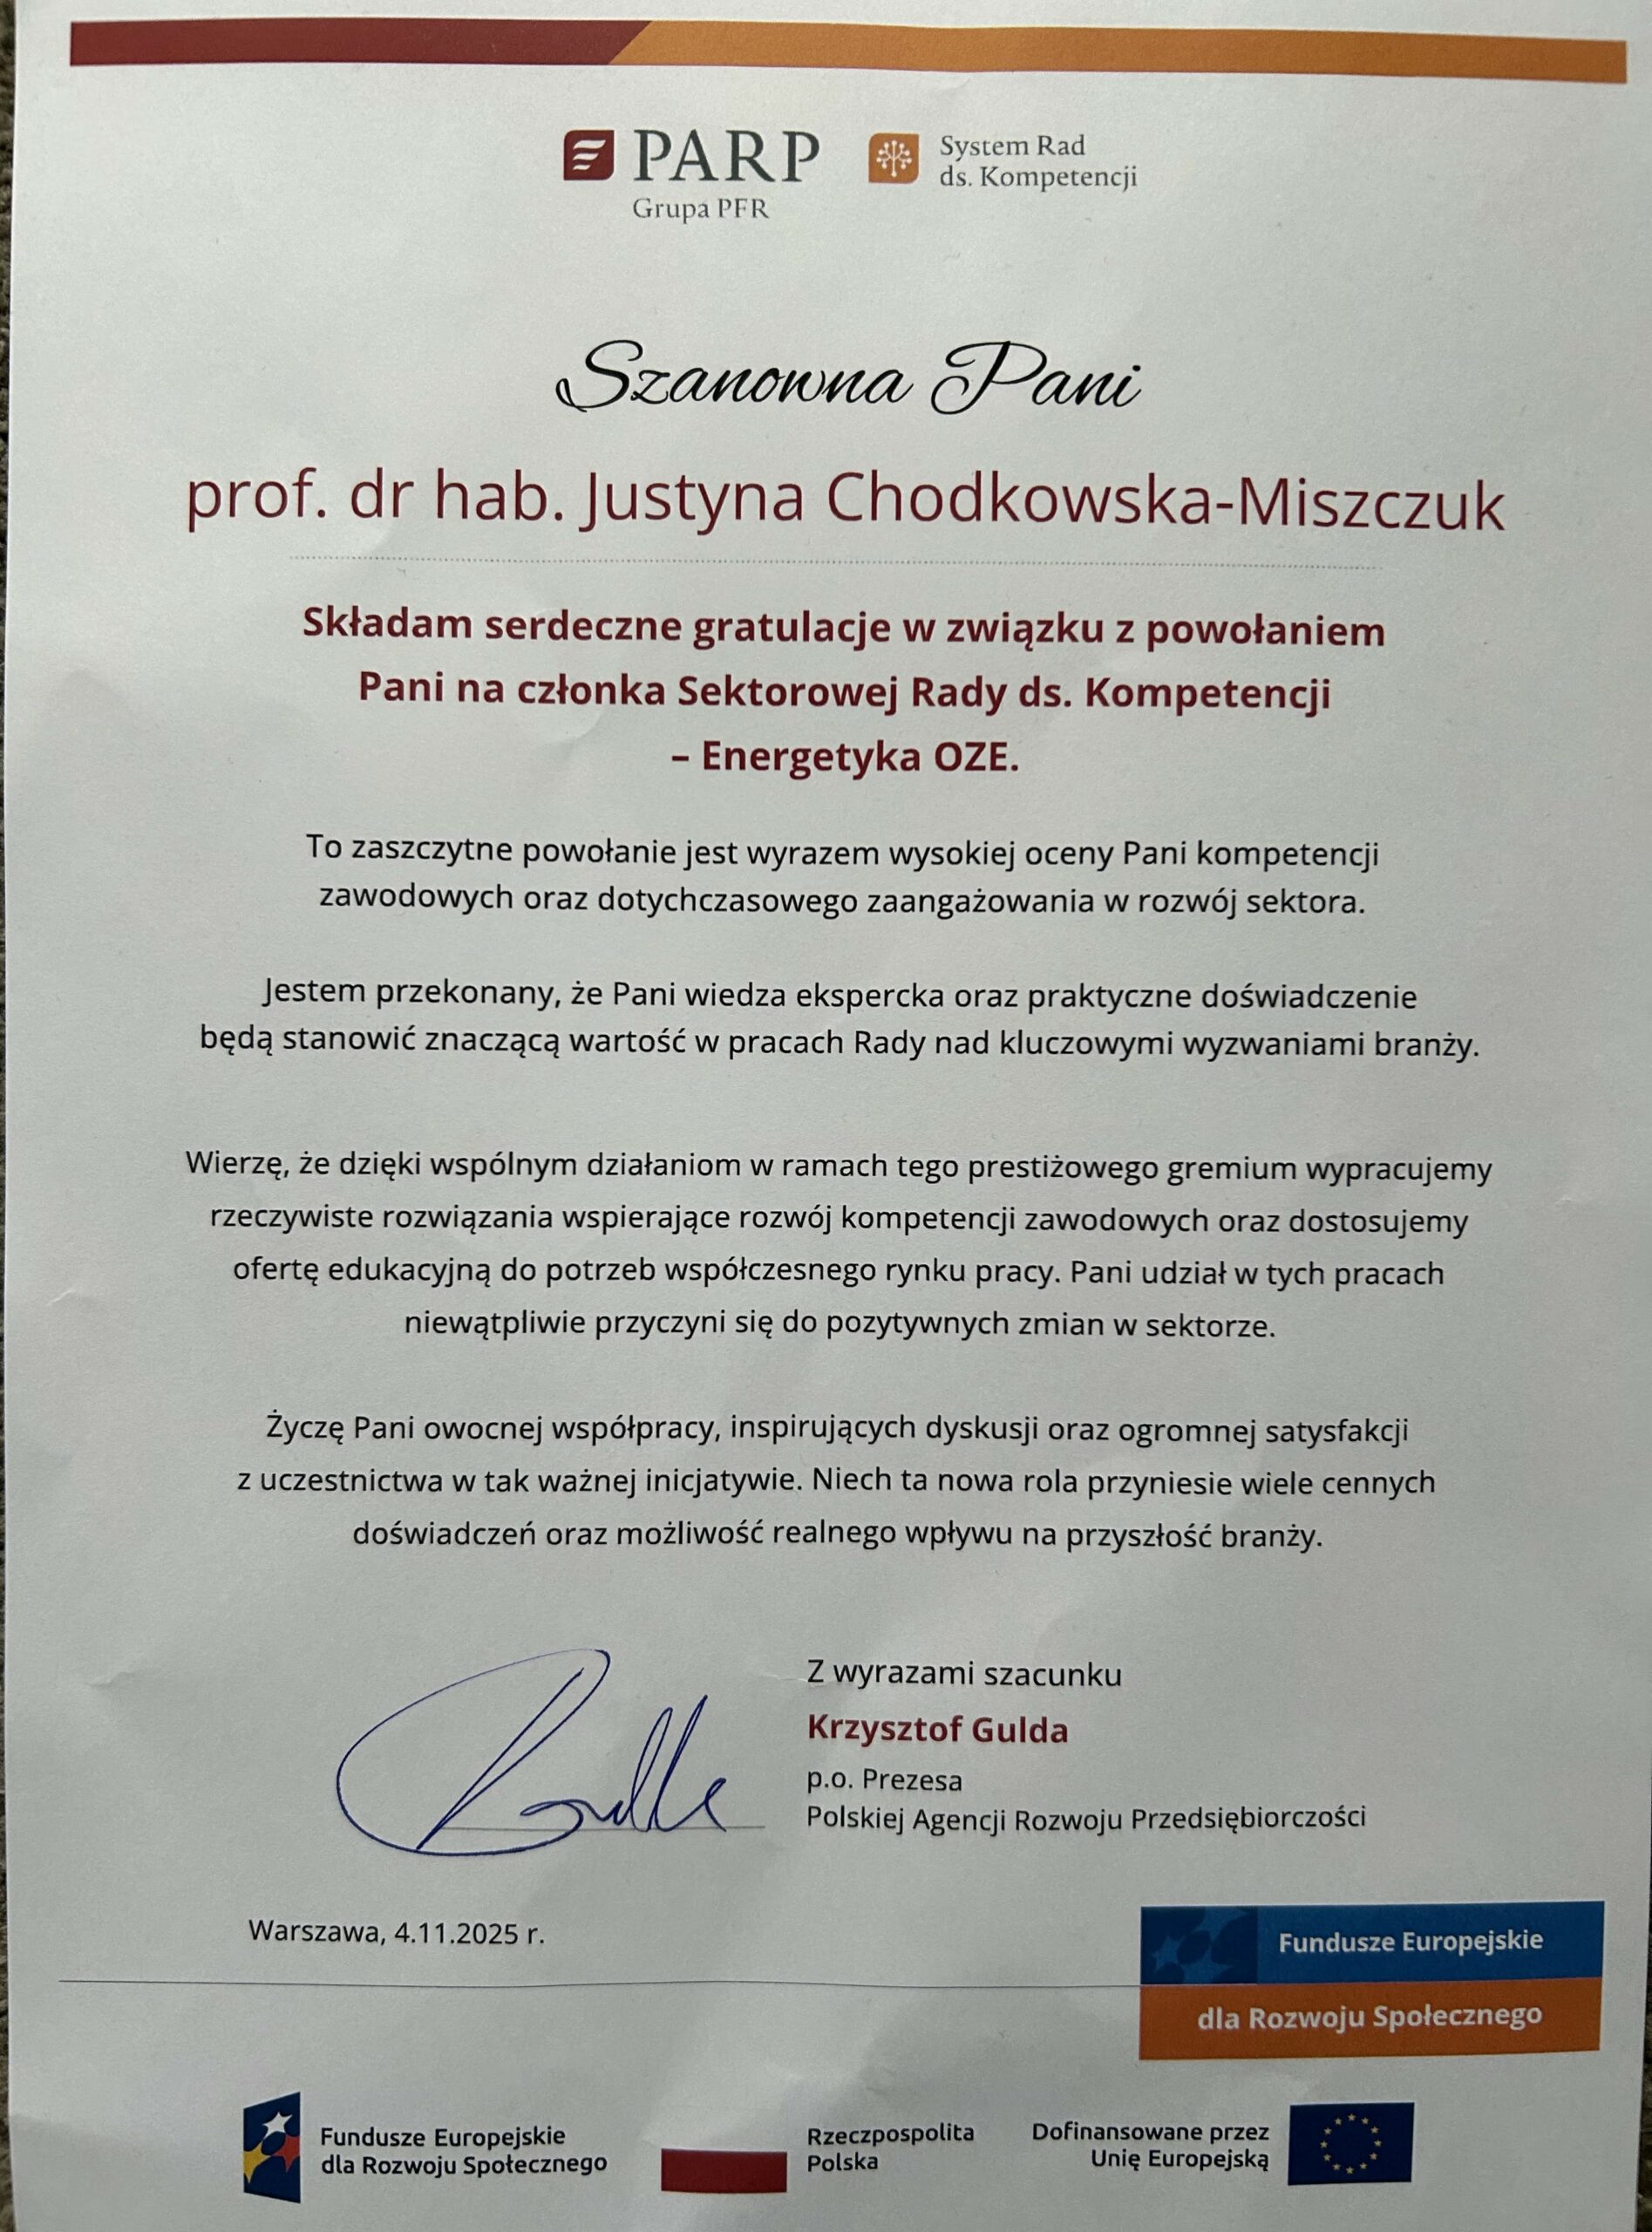 PARP
Grupa PFR
System Rad
ds. Kompetencji
Szanowna Pani
prof. dr hab. Justyna Chodkowska-Miszczuk
Składam serdeczne gratulacje w związku z powołaniem
Pani na członka Sektorowej Rady ds. Kompetencji
– Energetyka OZE.
To zaszczytne powołanie jest wyrazem wysokiej oceny Pani kompetencji
zawodowych oraz dotychczasowego zaangażowania w rozwój sektora.
Jestem przekonany, że Pani wiedza ekspercka oraz praktyczne doświadczenie
będą stanowić znaczącą wartość w pracach Rady nad kluczowymi wyzwaniami branży.
Wierzę, że dzięki wspólnym działaniom w ramach tego prestiżowego gremium wypracujemy
rzeczywiste rozwiązania wspierające rozwój kompetencji zawodowych oraz dostosujemy
ofertę edukacyjną do potrzeb współczesnego rynku pracy. Pani udział w tych pracach
niewątpliwie przyczyni się do pozytywnych zmian w sektorze.
Życzę Pani owocnej współpracy, inspirujących dyskusji oraz ogromnej satysfakcji
z uczestnictwa w tak ważnej inicjatywie. Niech ta nowa rola przyniesie wiele cennych
doświadczeń oraz możliwość realnego wpływu na przyszłość branży.
Z wyrazami szacunku
Krzysztof Gulda
p.o. Prezesa
Polskiej Agencji Rozwoju Przedsiębiorczości
Warszawa, 4.11.2025 r.
Fundusze Europejskie
dla Rozwoju Społecznego
Fundusze Europejskie
dla Rozwoju Społecznego
Rzeczpospolita
Polska
Dofinansowane przez
Unię Europejską